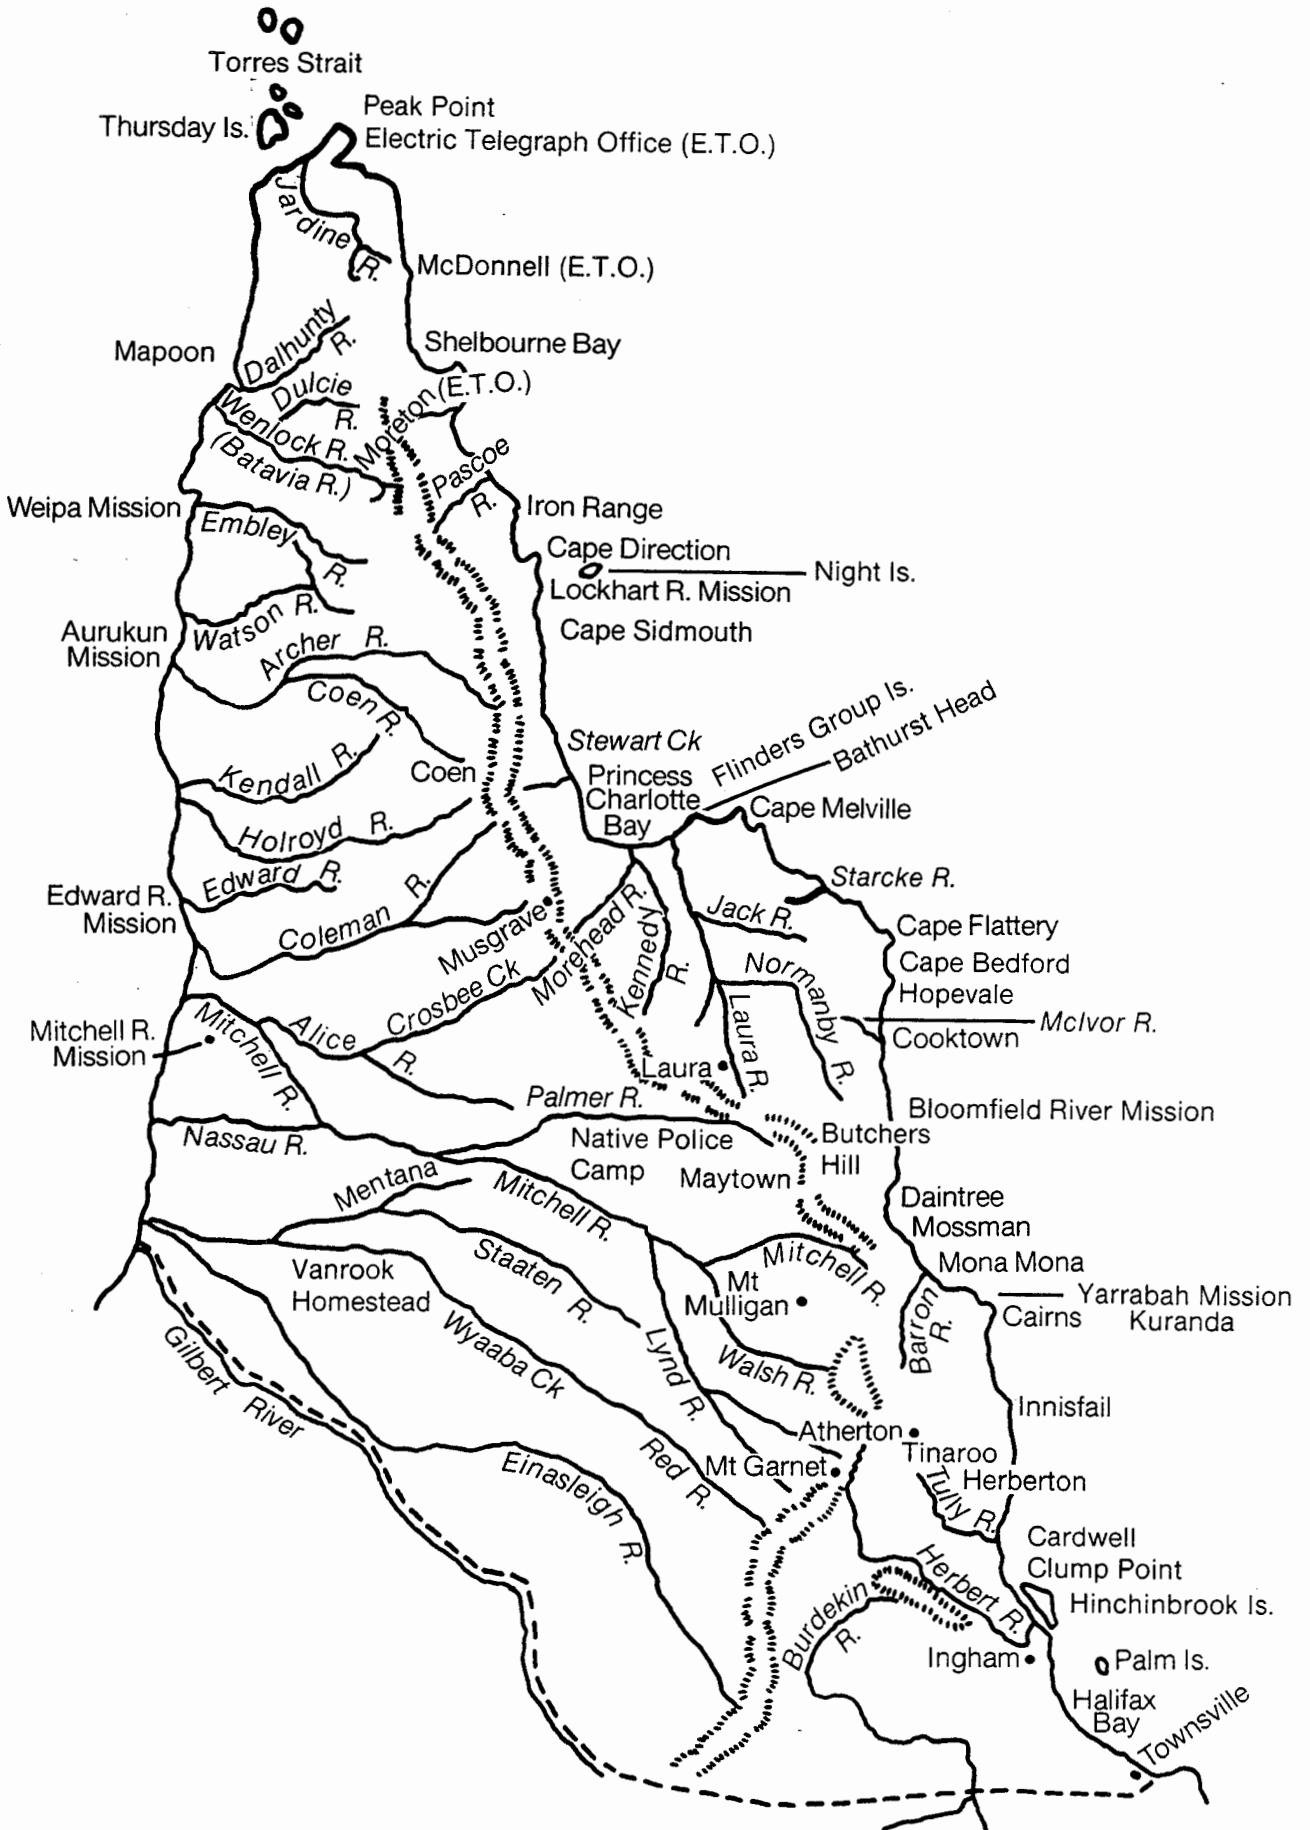 Torres Strait
Thursday Is.
Peak Point
Electric Telegraph Office (E.T.O.)
Jardine
R.
McDonnell (E.T.O.)
Mapoon
Dalhunty
R.
Shelbourne Bay
Dulcie
R.
Moreton (E.T.O.)
Wenlock R.
(Batavia R.)
Pascoe
R.
Weipa Mission
Embley
R.
Iron Range
Cape Direction
Night Is.
Lockhart R. Mission
Cape Sidmouth
Watson R.
Aurukun
Mission
Archer R.
Coen R.
Kendall R.
Coen
Stewart Ck
Flinders Group Is.
Bathurst Head
Princess
Charlotte
Bay
Cape Melville
Holroyd R.
Edward R.
Edward R.
Mission
Coleman R.
Musgrave
Morehead R.
Kennedy
R.
Jack R.
Starcke R.
Cape Flattery
Cape Bedford
Hopevale
Normanby
R.
McIvor R.
Cooktown
Crosbee Ck
Mitchell R.
Mission
Mitchell R.
Alice
R.
Laura
Laura R.
Palmer R.
Bloomfield River Mission
Nassau R.
Native Police
Camp
Maytown
Butchers
Hill
Mentana
Mitchell R.
Daintree
Mossman
Mona Mona
Staaten
R.
Mitchell R.
Mt
Mulligan
Barron
R.
Yarrabah Mission
Cairns
Kuranda
Vanrook
Homestead
Wyaaba Ck
Lynd R.
Walsh R.
Gilbert River
Innisfail
Atherton
Tinaroo
Herberton
Red R.
Mt Garnet
Tully R.
Einasleigh
R.
Cardwell
Clump Point
Hinchinbrook Is.
Herbert R.
Burdekin
R.
Ingham
Palm Is.
Halifax
Bay
Townsville